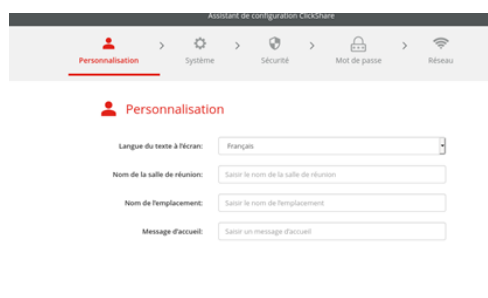 Assistant de configuration ClickShare
Personnalisation > Système > Sécurité > Mot de passe > Réseau
Personnalisation
Langue du texte à l'écran: Français
Nom de la salle de réunion: Saisir le nom de la salle de réunion
Nom de l'emplacement: Saisir le nom de l'emplacement
Message d'accueil: Saisir un message d'accueil